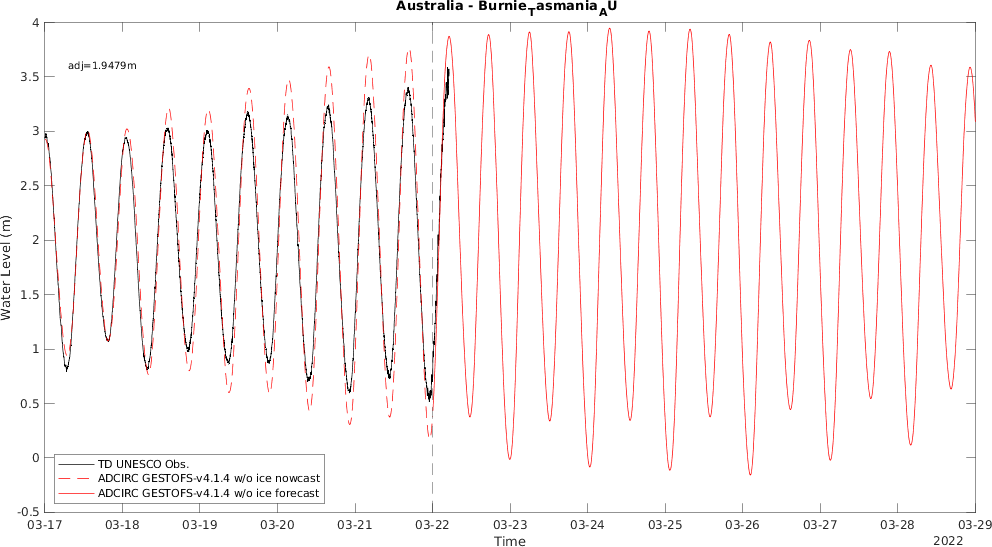 Australia - Burnie_Tasmania_AU
adj=1.9479m
4
3.5
3
2.5
2
1.5
1
0.5
0
-0.5
Water Level (m)
TD UNESCO Obs.
ADCIRC GESTOFS-v4.1.4 w/o ice nowcast
ADCIRC GESTOFS-v4.1.4 w/o ice forecast
03-17 03-18 03-19 03-20 03-21 03-22 03-23 03-24 03-25 03-26 03-27 03-28 03-29
Time
2022